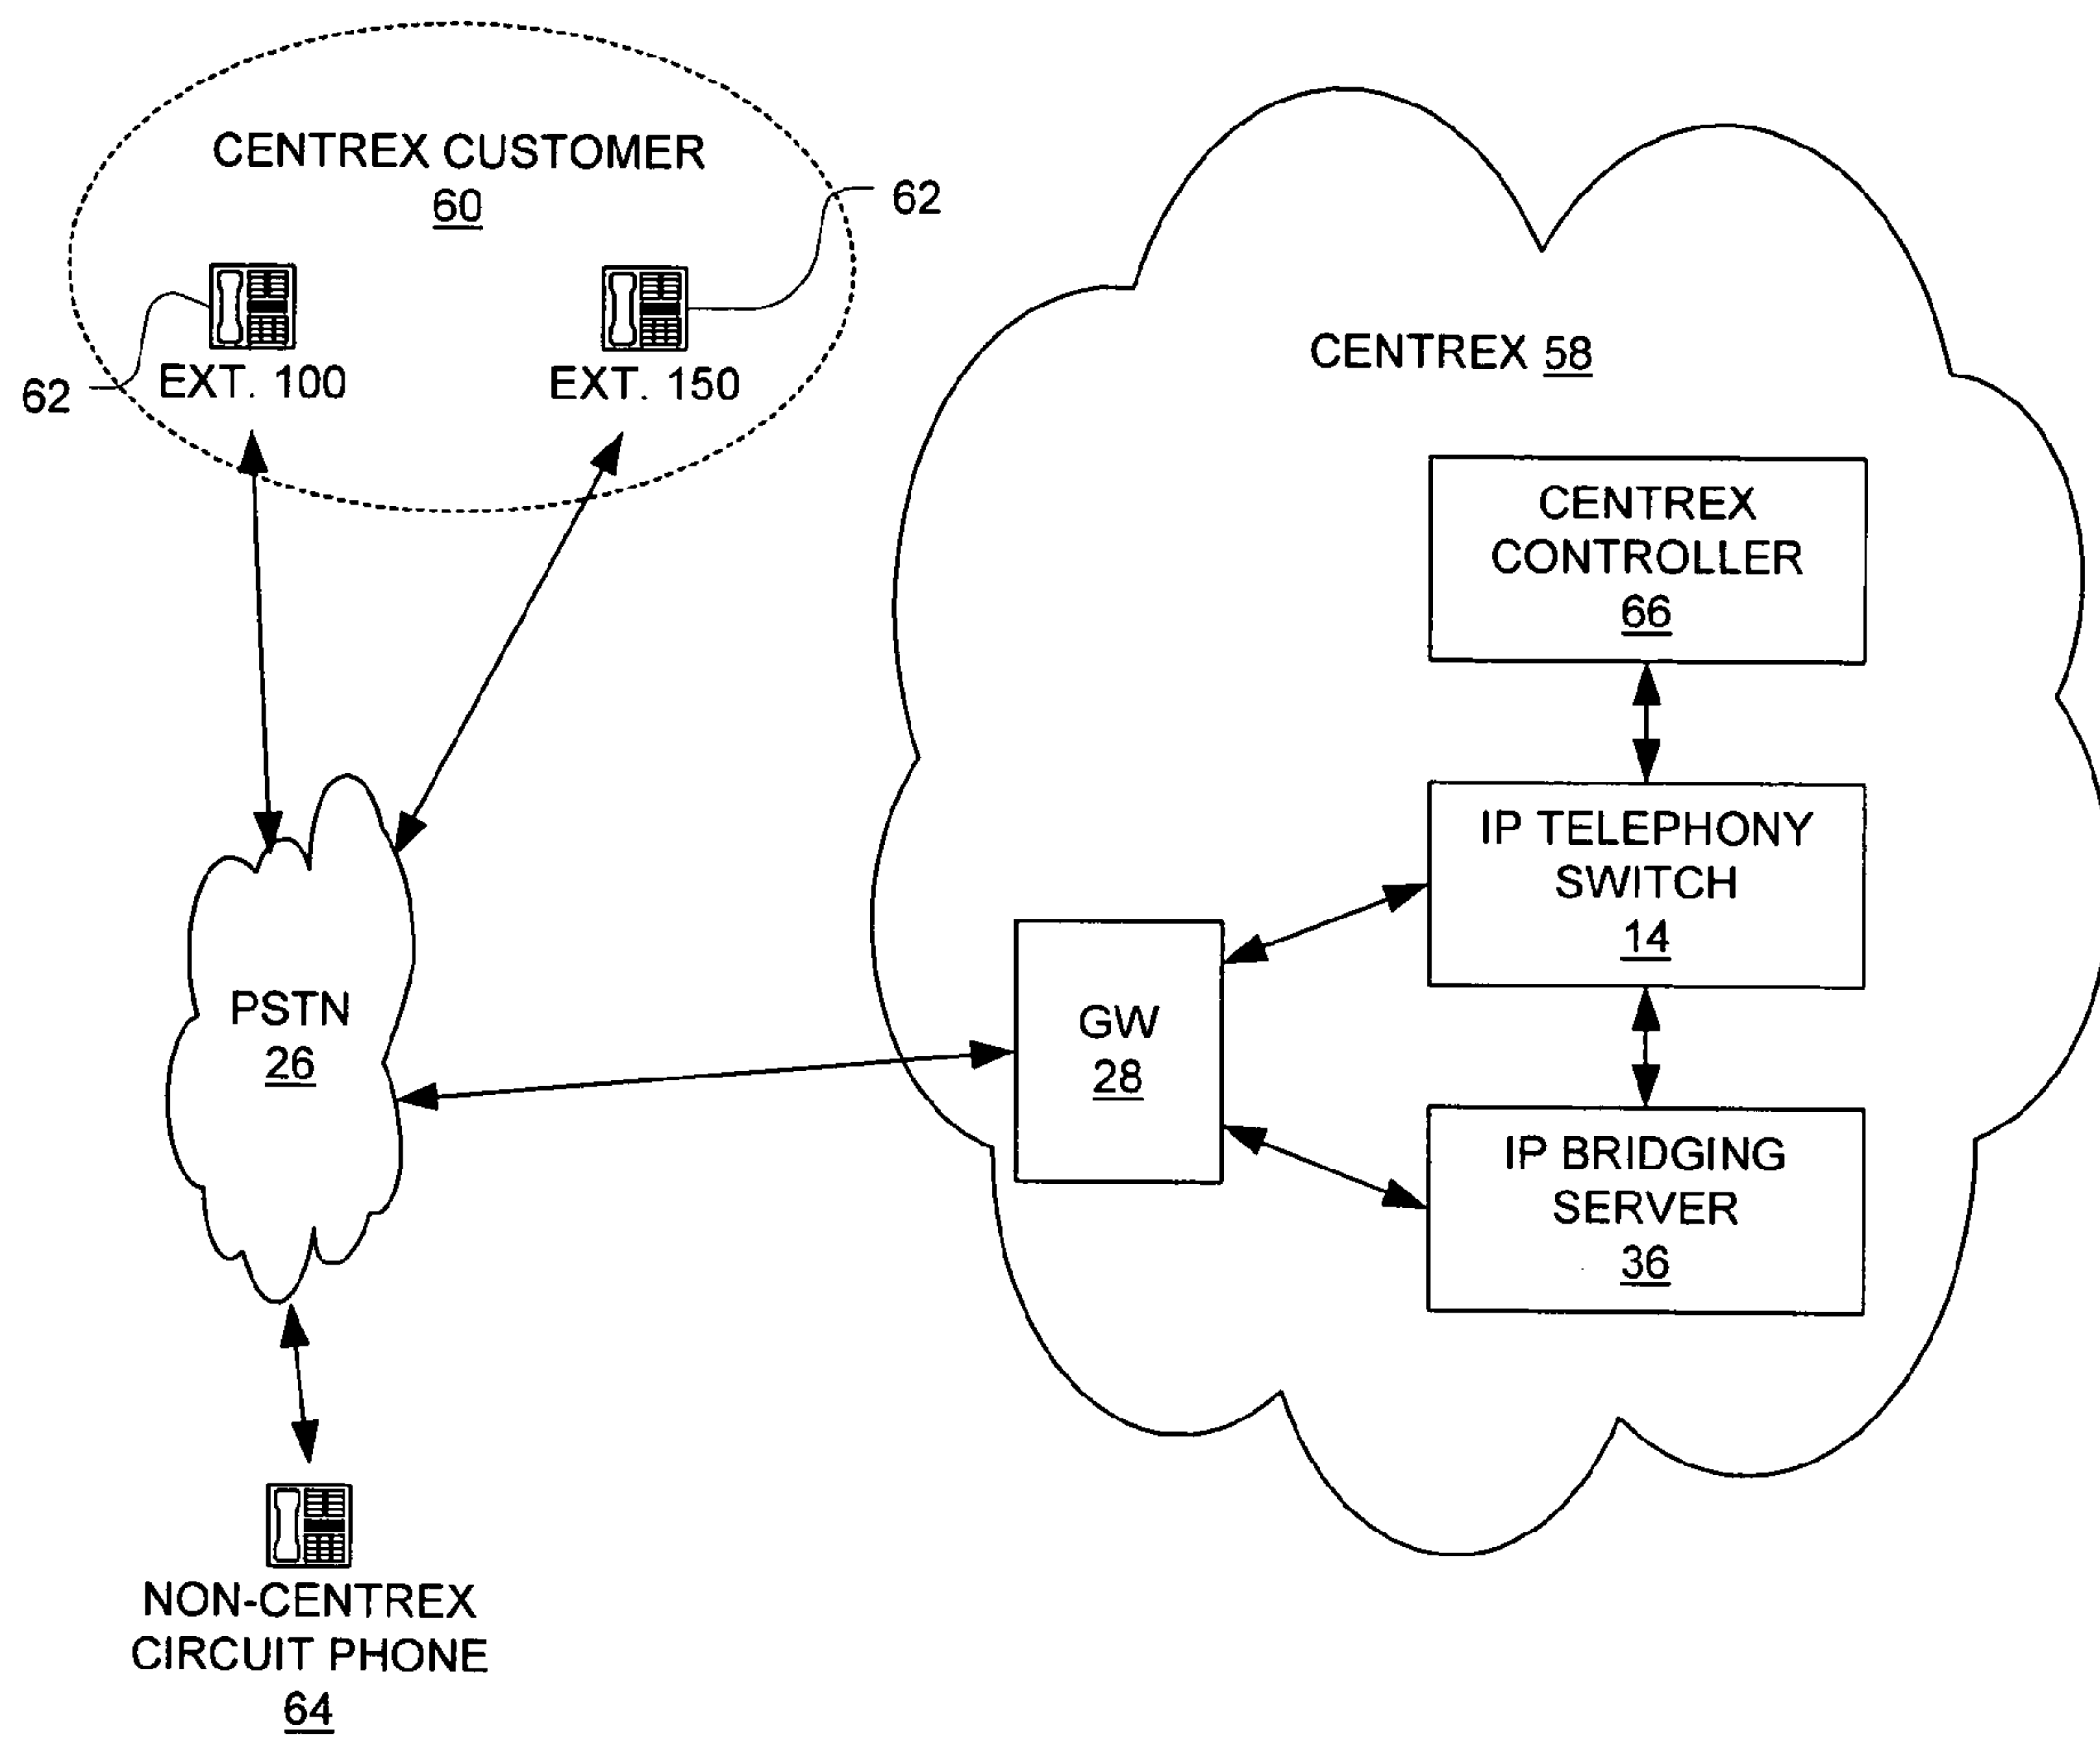 CENTREX CUSTOMER
60
62
62
EXT. 100
EXT. 150
CENTREX 58
CENTREX
CONTROLLER
66
IP TELEPHONY
SWITCH
14
PSTN
26
GW
28
IP BRIDGING
SERVER
36
NON-CENTREX
CIRCUIT PHONE
64